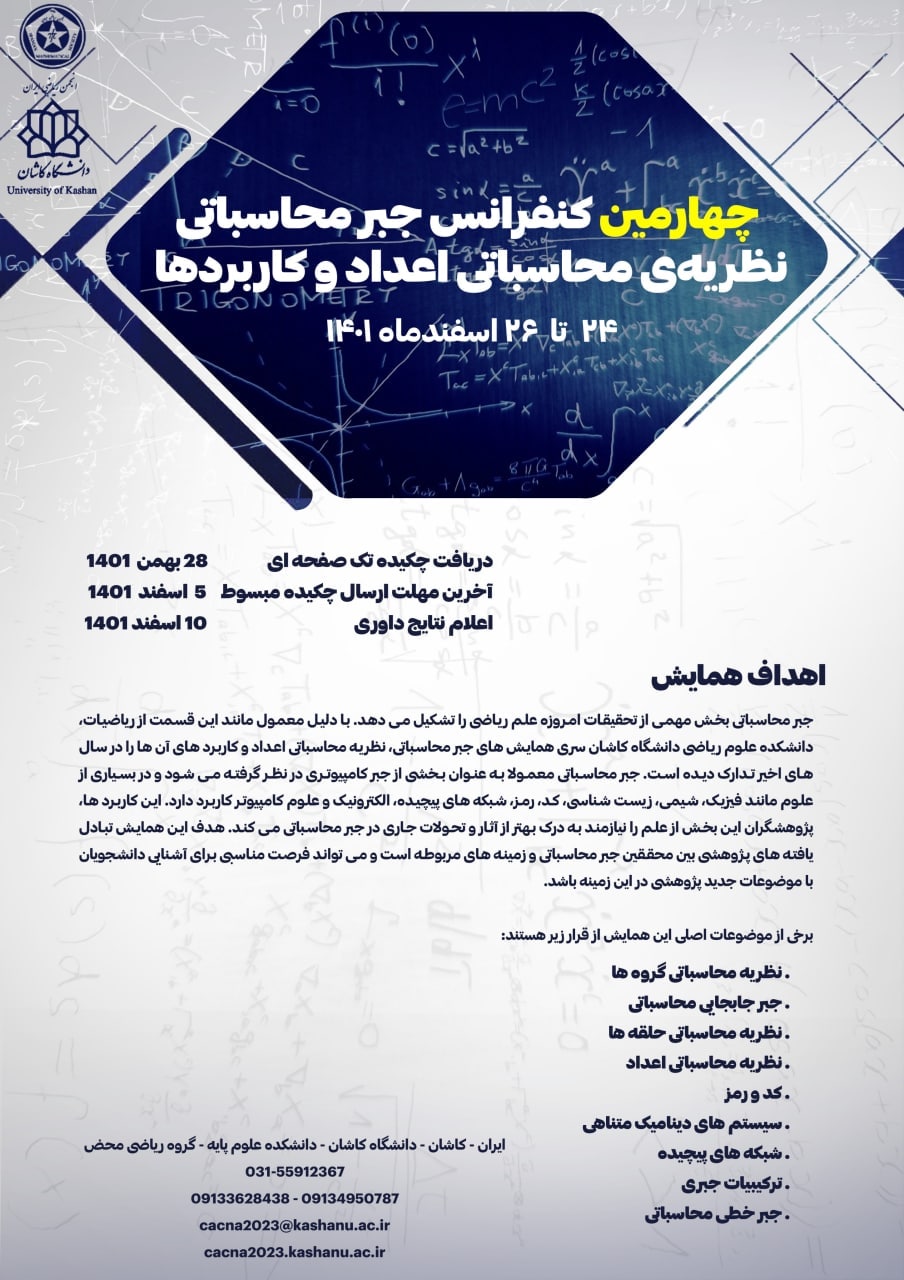 انجمن ریاضی ایران
دانشگاه کاشان
University of Kashan
چهارمین کنفرانس جبر محاسباتی
نظریه‌ی محاسباتی اعداد و کاربردها
۲۴ تا ۲۶ اسفندماه ۱۴۰۱
TRIGONOMETRY
دریافت چکیده تک صفحه ای 28 بهمن 1401
آخرین مهلت ارسال چکیده مبسوط 5 اسفند 1401
اعلام نتایج داوری 10 اسفند 1401
اهداف همایش
جبر محاسباتی بخش مهمی از تحقیقات امروزه علم ریاضی را تشکیل می دهد. با دلیل معمول مانند این قسمت از ریاضیات،
دانشکده علوم ریاضی دانشگاه کاشان سری همایش های جبر محاسباتی، نظریه محاسباتی اعداد و کاربرد های آن ها را در سال
های اخیر تدارک دیده است. جبر محاسباتی معمولا به عنوان بخشی از جبر کامپیوتری در نظر گرفته می شود و در بسیاری از
علوم مانند فیزیک، شیمی، زیست شناسی، کد، رمز، شبکه های پیچیده، الکترونیک و علوم کامپیوتر کاربرد دارد. این کاربرد ها،
پژوهشگران این بخش از علم را نیازمند به درک بهتر از آثار و تحولات جاری در جبر محاسباتی می کند. هدف این همایش تبادل
یافته های پژوهشی بین محققین جبر محاسباتی و زمینه های مربوطه است و می تواند فرصت مناسبی برای آشنایی دانشجویان
با موضوعات جدید پژوهشی در این زمینه باشد.
برخی از موضوعات اصلی این همایش از قرار زیر هستند:
. نظریه محاسباتی گروه ها
. جبر جابجایی محاسباتی
. نظریه محاسباتی حلقه ها
. نظریه محاسباتی اعداد
. کد و رمز
. سیستم های دینامیک متناهی
. شبکه های پیچیده
. ترکیبیات جبری
. جبر خطی محاسباتی
ایران - کاشان - دانشگاه کاشان - دانشکده علوم پایه - گروه ریاضی محض
031-55912367
09133628438 - 09134950787
cacna2023@kashanu.ac.ir
cacna2023.kashanu.ac.ir